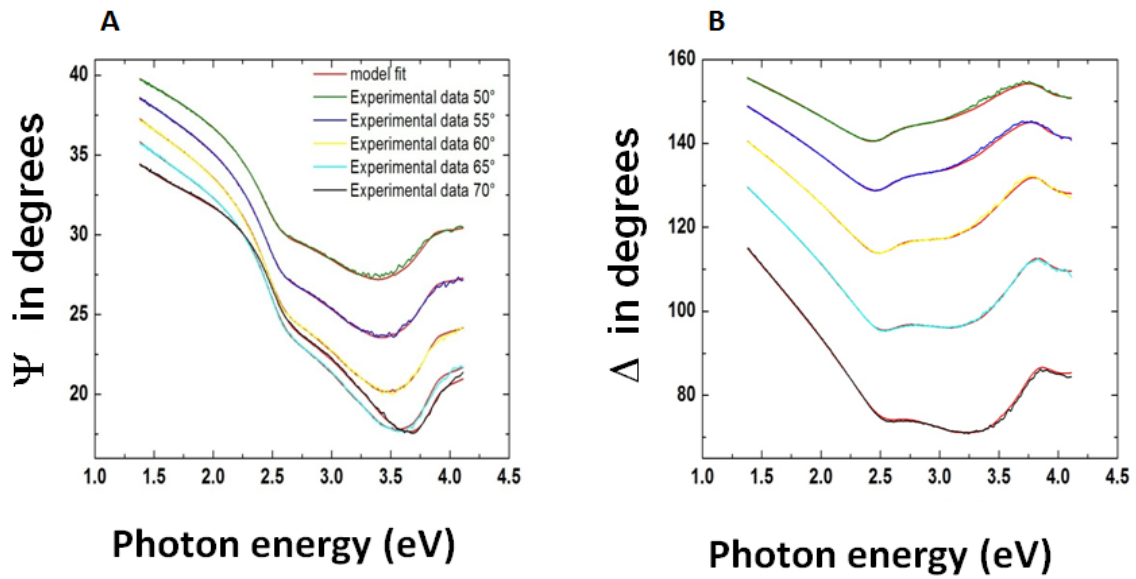 A
Ψ in degrees
40
35
30
25
20
model fit
Experimental data 50°
Experimental data 55°
Experimental data 60°
Experimental data 65°
Experimental data 70°
1.0 1.5 2.0 2.5 3.0 3.5 4.0 4.5
Photon energy (eV)
B
Δ in degrees
160
140
120
100
80
1.0 1.5 2.0 2.5 3.0 3.5 4.0 4.5
Photon energy (eV)